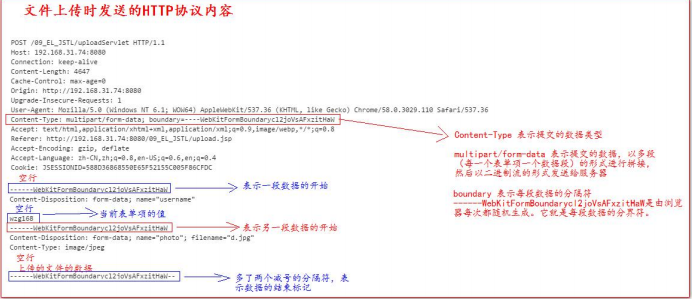 文件上传时发送的HTTP协议内容
POST /09_EL_JSTL/uploadServlet HTTP/1.1
Host: 192.168.31.74:8080
Connection: keep-alive
Content-Length: 4647
Cache-Control: max-age=0
Origin: http://192.168.31.74:8080
Upgrade-Insecure-Requests: 1
User-Agent: Mozilla/5.0 (Windows NT 6.1; WOW64) AppleWebKit/537.36 (KHTML, like Gecko) Chrome/58.0.3029.110 Safari/537.36
Content-Type: multipart/form-data; boundary=----WebKitFormBoundarycl2joVsAFxzitHaW
Accept: text/html,application/xhtml+xml,application/xml;q=0.9,image/webp,*/*;q=0.8
Referer: http://192.168.31.74:8080/09_EL_JSTL/upload.jsp
Accept-Encoding: gzip, deflate
Accept-Language: zh-CN,zh;q=0.8,en-US;q=0.6,en;q=0.4
Cookie: JSESSIONID=588D36868550E65F52155C005F86CFDC
空行
------WebKitFormBoundarycl2joVsAFxzitHaW
表示一段数据的开始
Content-Disposition: form-data; name="username"
空行
当前表单项的值
wzg168
------WebKitFormBoundarycl2joVsAFxzitHaW
表示另一段数据的开始
Content-Disposition: form-data; name="photo"; filename="d.jpg"
Content-Type: image/jpeg
空行
上传的文件的数据
------WebKitFormBoundarycl2joVsAFxzitHaW--
多了两个减号的分隔符，表
示数据的结束标记
Content-Type 表示提交的数据类型
multipart/form-data 表示提交的数据，以多段
（每一个表单项一个数据段）的形式进行拼接，
然后以二进制流的形式发送给服务器
boundary 表示每段数据的分隔符
------WebKitFormBoundarycl2joVsAFxzitHaW是由浏览
器每次都随机生成。它就是每段数据的分界符。